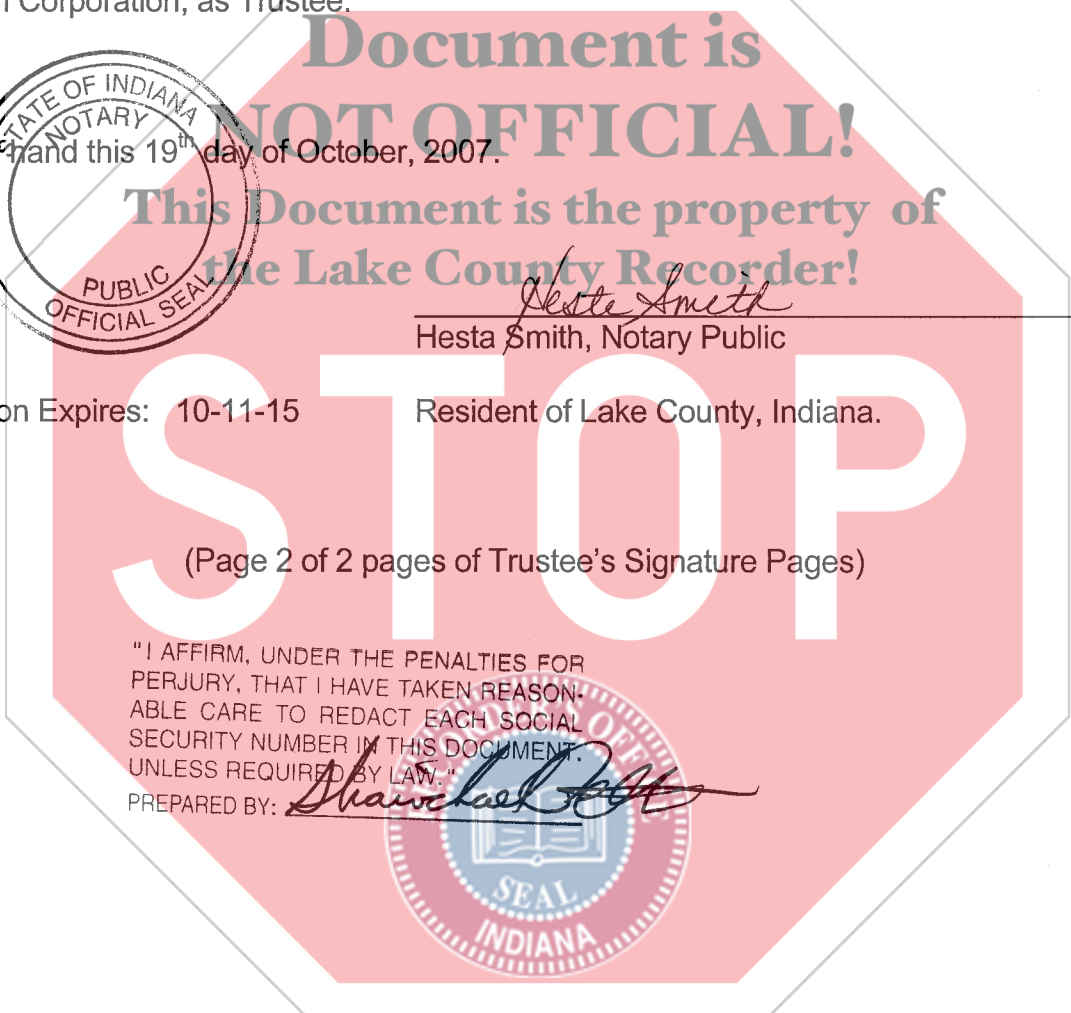 Corporation, as Trustee.
Document is
NOT OFFICIAL!
STATE OF INDIANA
NOTARY
hand this 19th day of October, 2007.
This Document is the property of
the Lake County Recorder!
PUBLIC
OFFICIAL SEAL
Hesta Smith
Hesta Smith, Notary Public
on Expires: 10-11-15 Resident of Lake County, Indiana.
STOP
(Page 2 of 2 pages of Trustee's Signature Pages)
"I AFFIRM, UNDER THE PENALTIES FOR
PERJURY, THAT I HAVE TAKEN REASON-
ABLE CARE TO REDACT EACH SOCIAL
SECURITY NUMBER IN THIS DOCUMENT.
UNLESS REQUIRED BY LAW."
PREPARED BY:
RECORDER'S OFFICE
SEAL
INDIANA